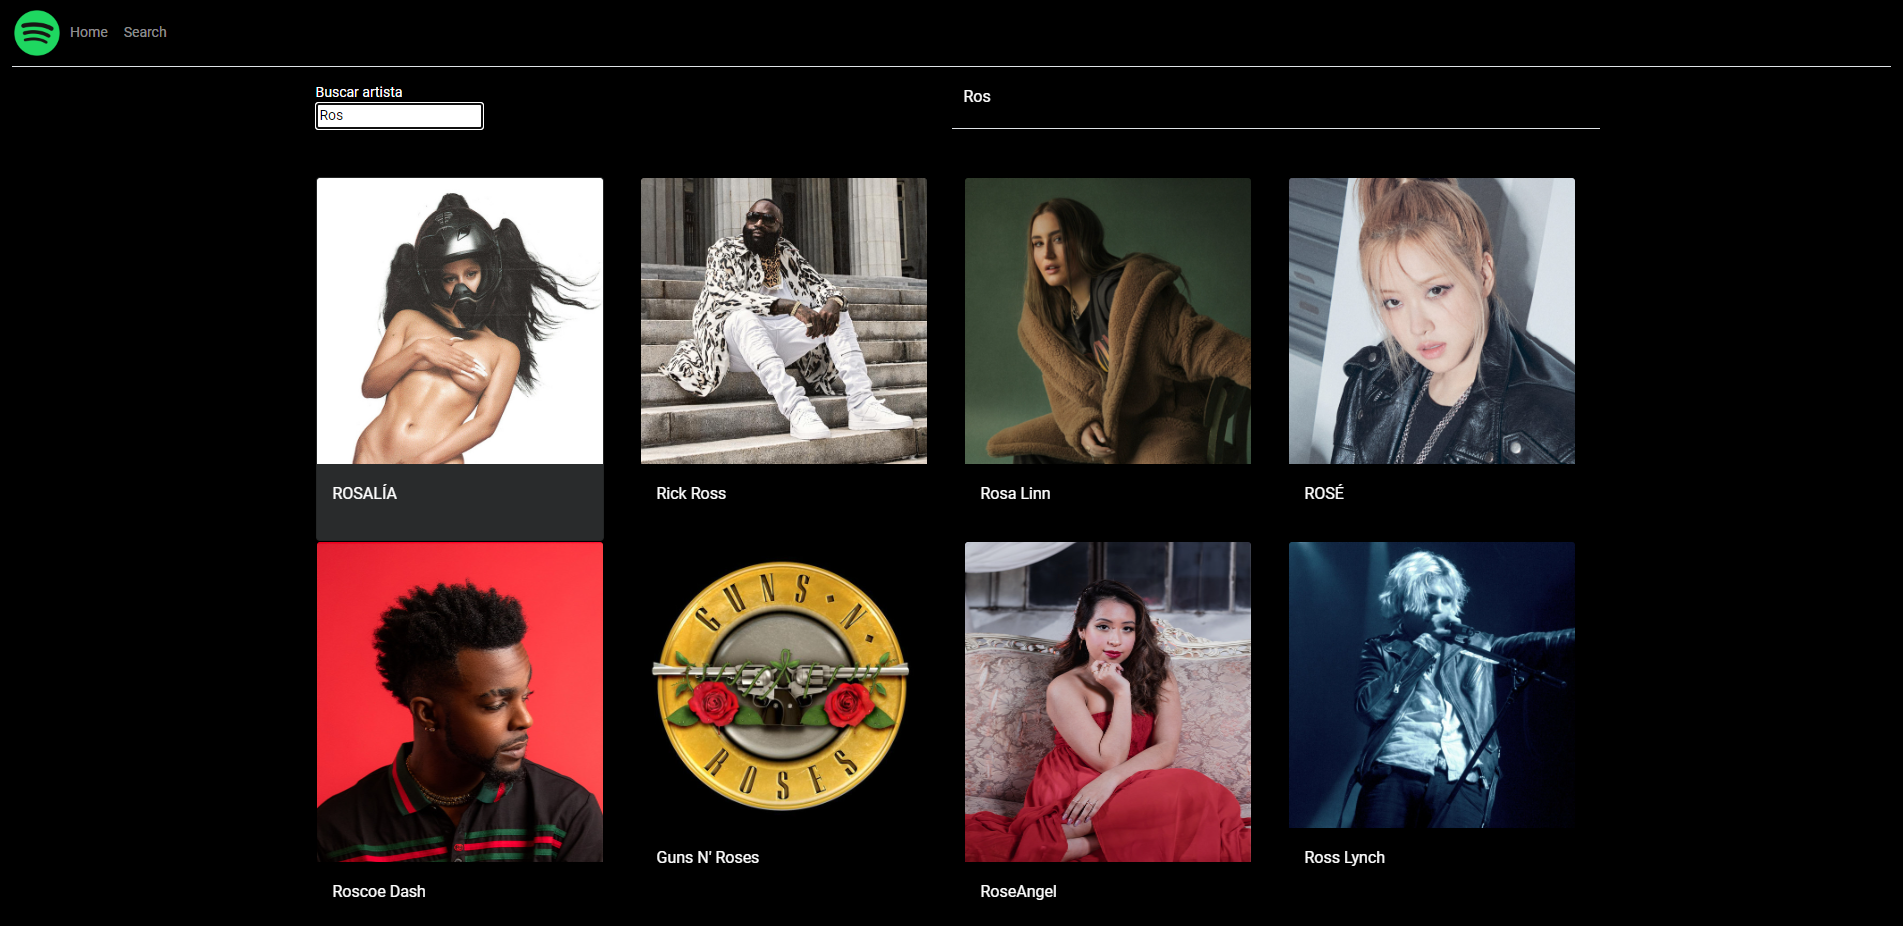 Home Search
Buscar artista
Ros
Ros
ROSALÍA
Rick Ross
Rosa Linn
ROSÉ
GUNS N'
ROSES
Roscoe Dash
Guns N' Roses
RoseAngel
Ross Lynch